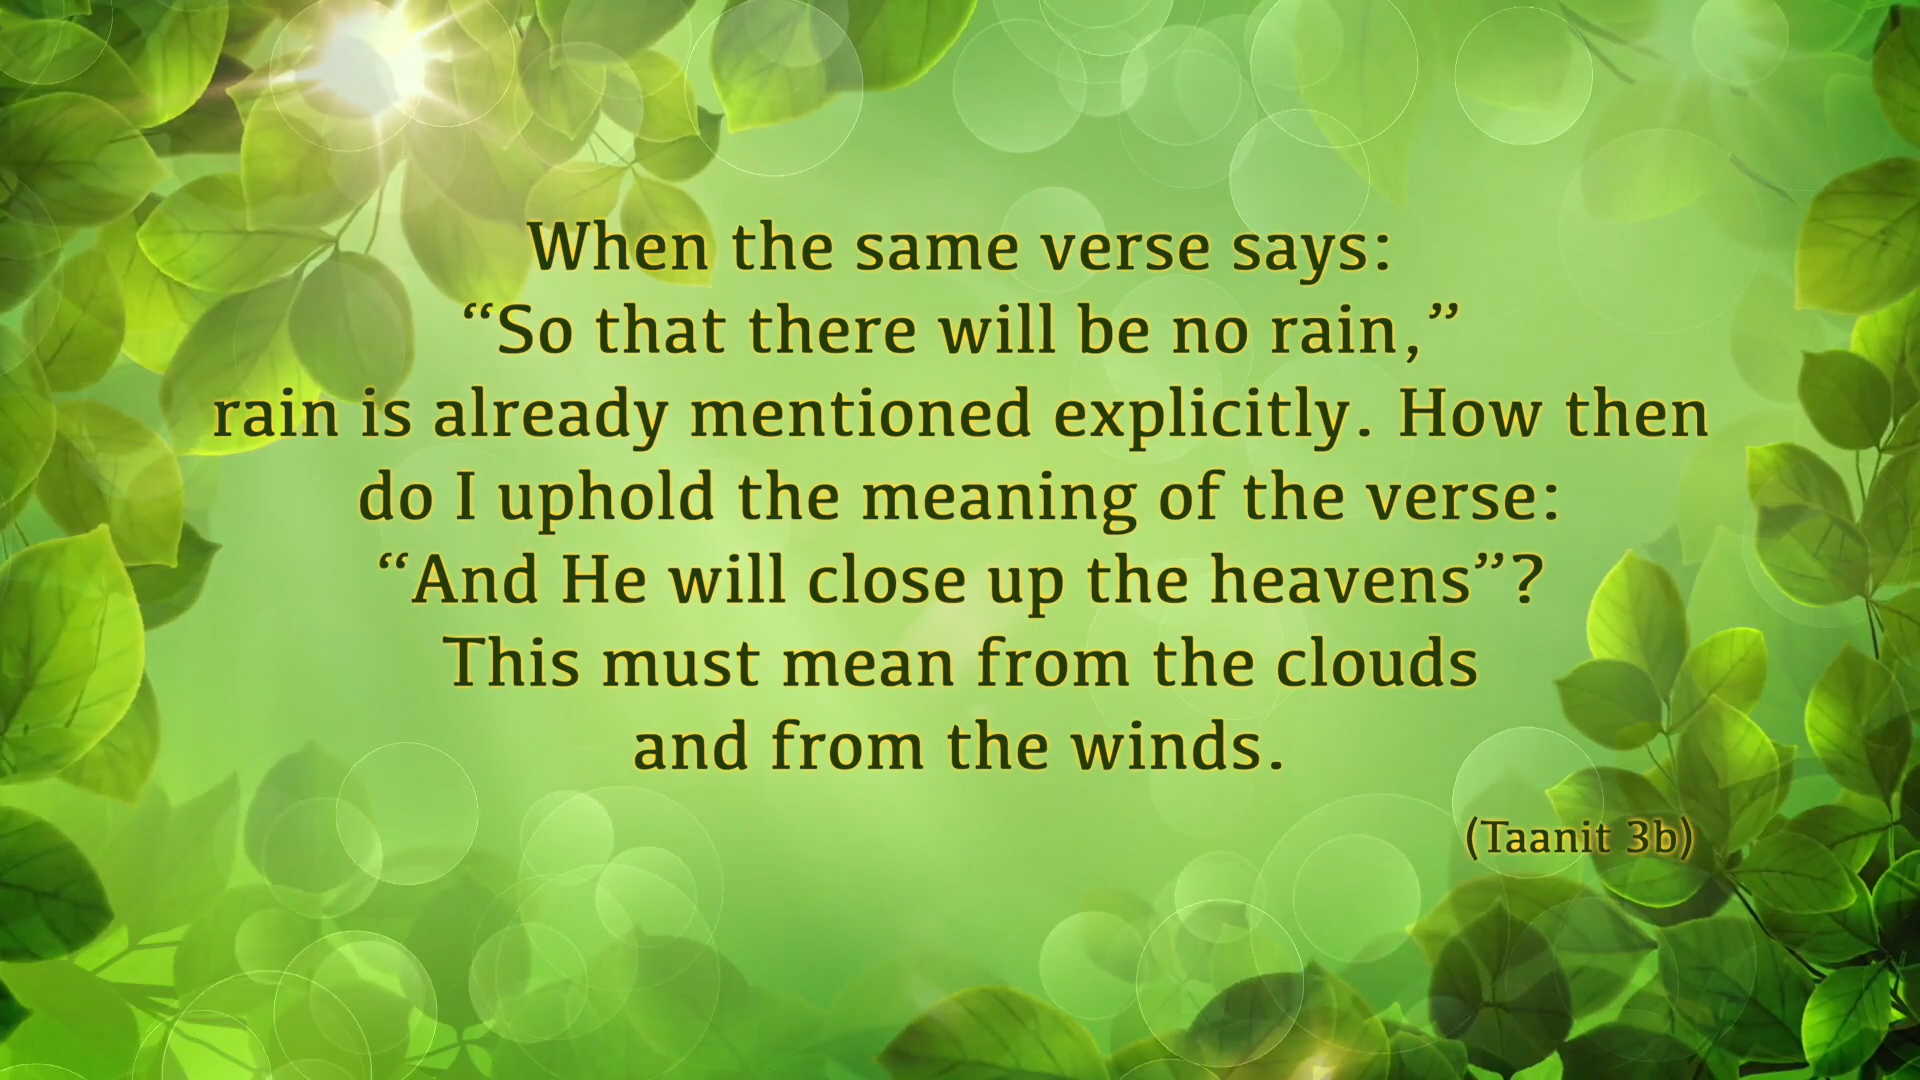 When the same verse says:
“So that there will be no rain,”
rain is already mentioned explicitly. How then
do I uphold the meaning of the verse:
“And He will close up the heavens”?
This must mean from the clouds
and from the winds.
(Taanit 3b)